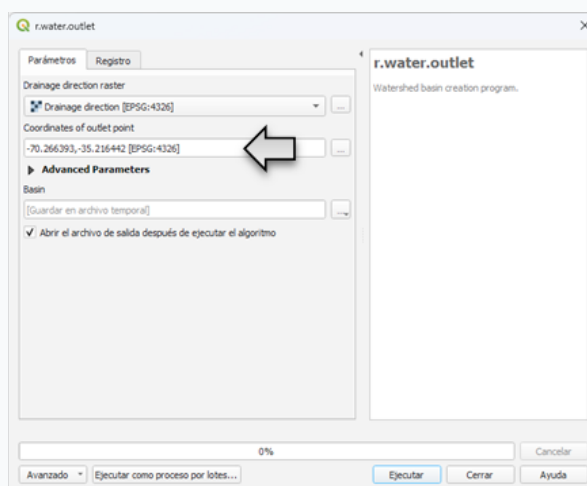 r.water.outlet
Parámetros
Registro
Drainage direction raster
Drainage direction [EPSG:4326]
...
Coordinates of outlet point
-70.266393,-35.216442 [EPSG:4326]
...
Advanced Parameters
Basin
[Guardar en archivo temporal]
...
Abrir el archivo de salida después de ejecutar el algoritmo
r.water.outlet
Watershed basin creation program.
0%
Cancelar
Avanzado
Ejecutar como proceso por lotes...
Ejecutar
Cerrar
Ayuda